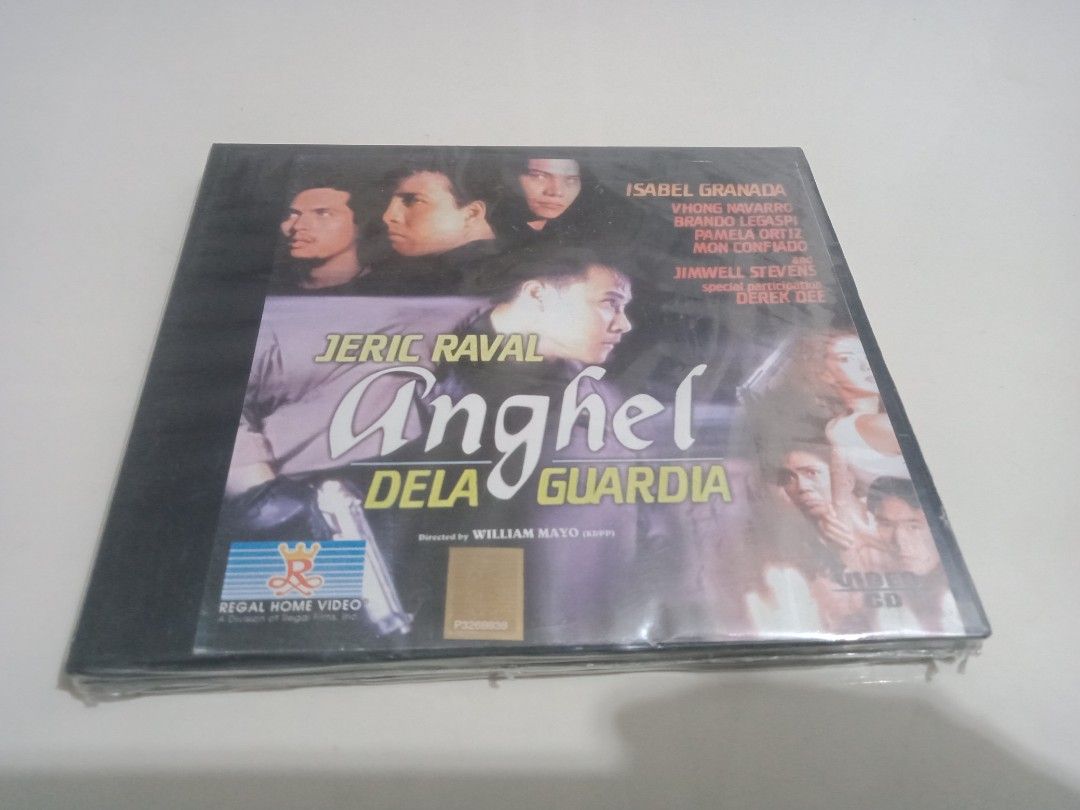 ISABEL GRANADA
VHONG NAVARRO
BRANDO LEGASPI
PAMELA ORTIZ
MON CONFIADO
and
JIMWELL STEVENS
special participation
DEREK DEE
JERIC RAVAL
anghel
DELA GUARDIA
Directed by WILLIAM MAYO (KDPP)
R
REGAL HOME VIDEO
A Division of Regal Films, Inc.
VIDEO
CD